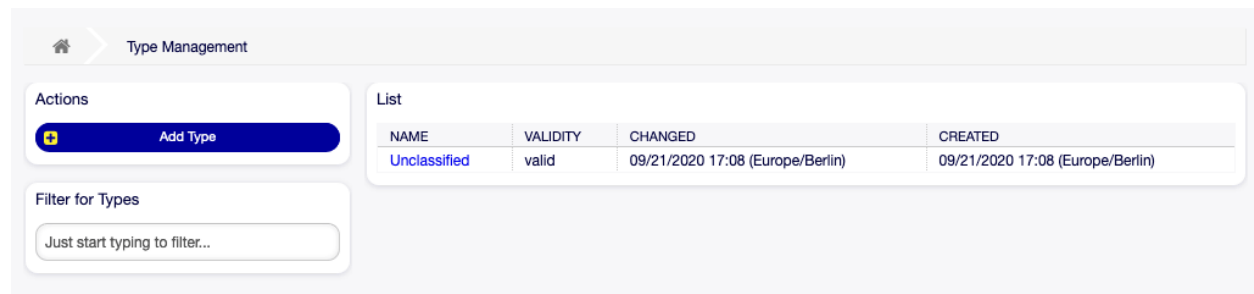 Type Management
Actions
Add Type
Filter for Types
Just start typing to filter...
List
NAME VALIDITY CHANGED CREATED
Unclassified valid 09/21/2020 17:08 (Europe/Berlin) 09/21/2020 17:08 (Europe/Berlin)